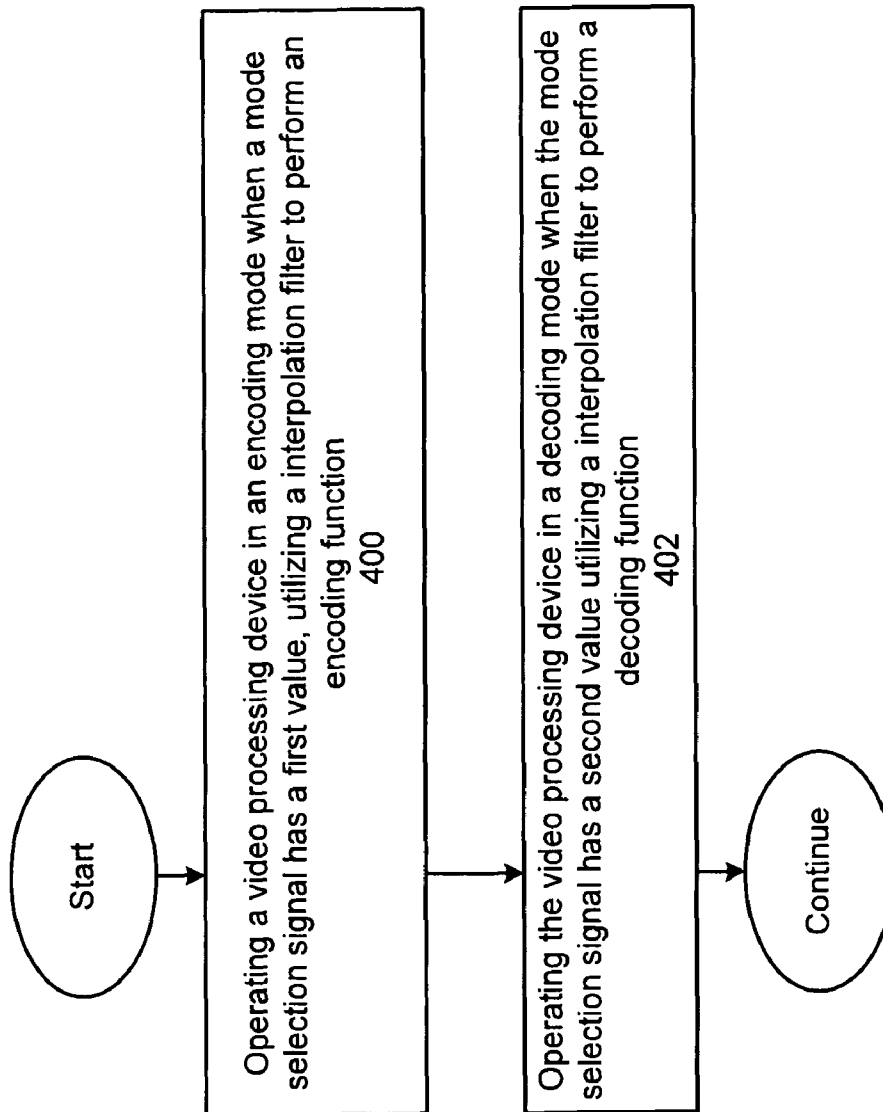 Start
Operating a video processing device in an encoding mode when a mode
selection signal has a first value, utilizing a interpolation filter to perform an
encoding function
400
Operating the video processing device in a decoding mode when the mode
selection signal has a second value utilizing a interpolation filter to perform a
decoding function
402
Continue